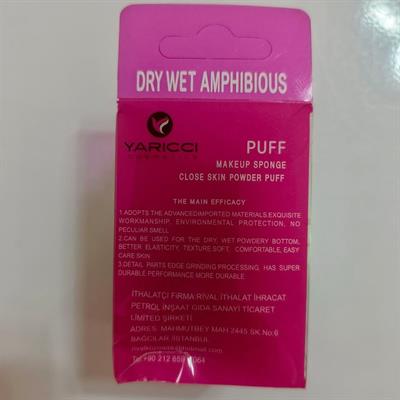 DRY WET AMPHIBIOUS
YARICCI
COSMETICS
PUFF
MAKEUP SPONGE
CLOSE SKIN POWDER PUFF
THE MAIN EFFICACY
1.ADOPTS THE ADVANCEDIMPORTED MATERIALS.EXQUISITE
WORKMANSHIP, ENVIRONMENTAL PROTECTION, NO
PECULIAR SMELL
2.CAN BE USED FOR THE DRY, WET POWDERY BOTTOM,
BETTER ELASTICITY, TEXTURE SOFT. COMFORTABLE, EASY
CARE SKIN
3.DETAIL PARTS EDGE GRINDING PROCESSING, HAS SUPER
DURABLE PERFORMANCE MORE DURABLE.
İTHALATÇI FİRMA:RİVAL İTHALAT İHRACAT
PETROL İNŞAAT GIDA SANAYİ TİCARET
LİMİTED ŞİRKETİ
ADRES: MAHMUTBEY MAH 2445 SK.No:6
BAĞCILAR /İSTANBUL
Tel:+90 212 659